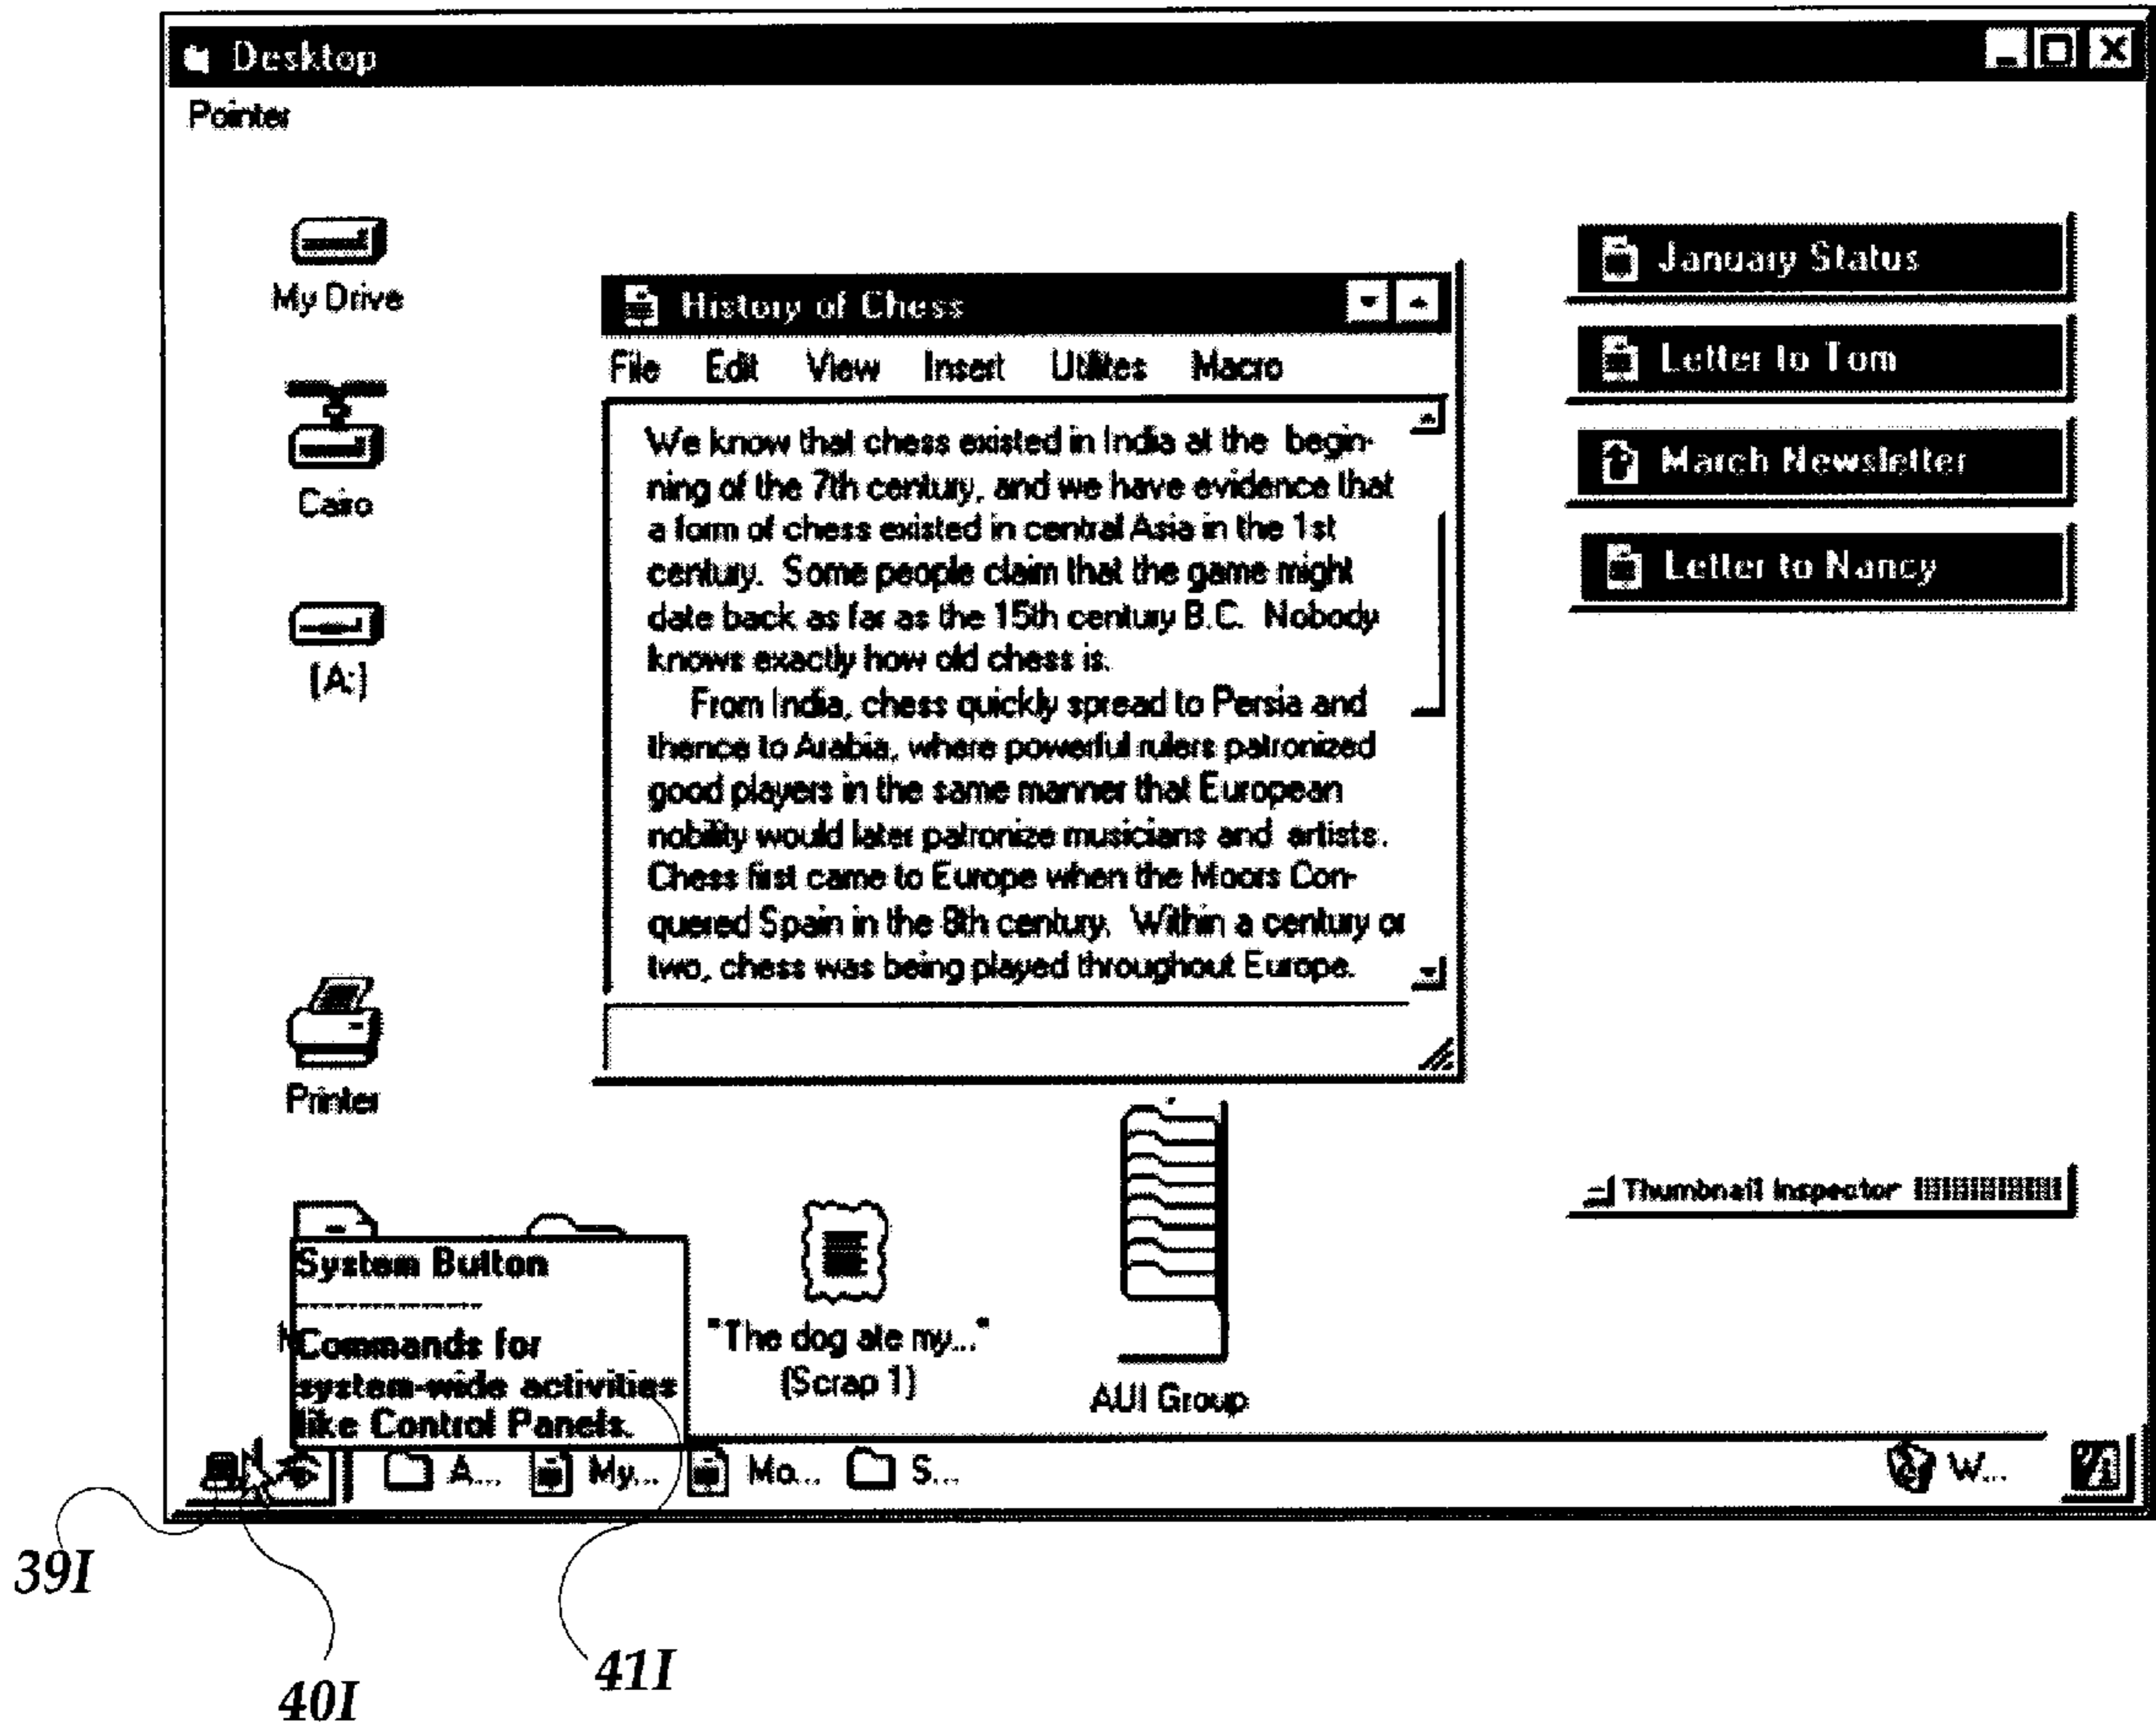 Desktop
Pointer
My Drive
Cairo
[A:]
Printer
History of Chess
File Edit View Insert Utilites Macro
We know that chess existed in India at the begin-
ning of the 7th century, and we have evidence that
a form of chess existed in central Asia in the 1st
century. Some people claim that the game might
date back as far as the 15th century B.C. Nobody
knows exactly how old chess is.
From India, chess quickly spread to Persia and
thence to Arabia, where powerful rulers patronized
good players in the same manner that European
nobility would later patronize musicians and artists.
Chess first came to Europe when the Moors Con-
quered Spain in the 8th century. Within a century or
two, chess was being played throughout Europe.
January Status
Letter to Tom
March Newsletter
Letter to Nancy
Thumbnail Inspector
System Button
Commands for
system-wide activities
like Control Panels.
"The dog ate my..."
(Scrap 1)
AUI Group
A... My... Mo... S... W...
39I
40I
41I